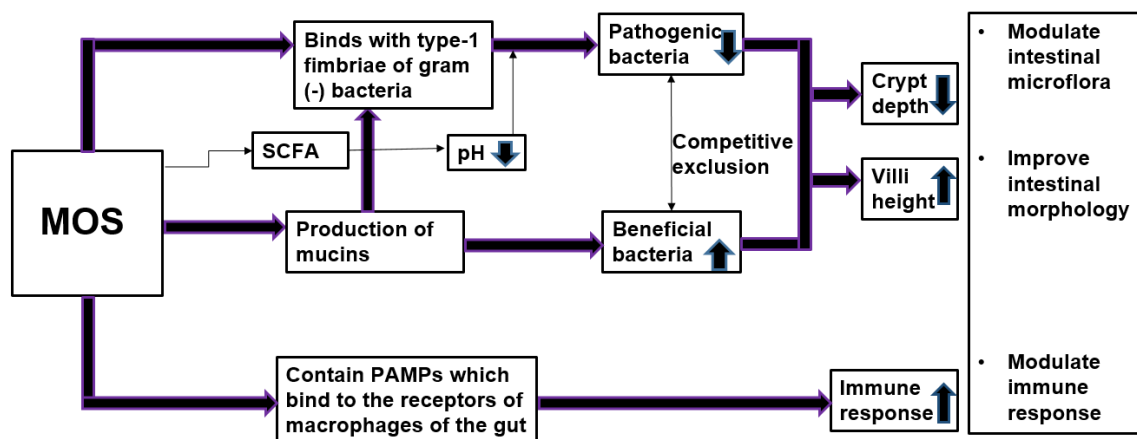 MOS
Binds with type-1
fimbriae of gram
(-) bacteria
SCFA
pH
Production of
mucins
Contain PAMPs which
bind to the receptors of
macrophages of the gut
Pathogenic
bacteria
Competitive
exclusion
Beneficial
bacteria
Crypt
depth
Villi
height
Immune
response
• Modulate
intestinal
microflora
• Improve
intestinal
morphology
• Modulate
immune
response